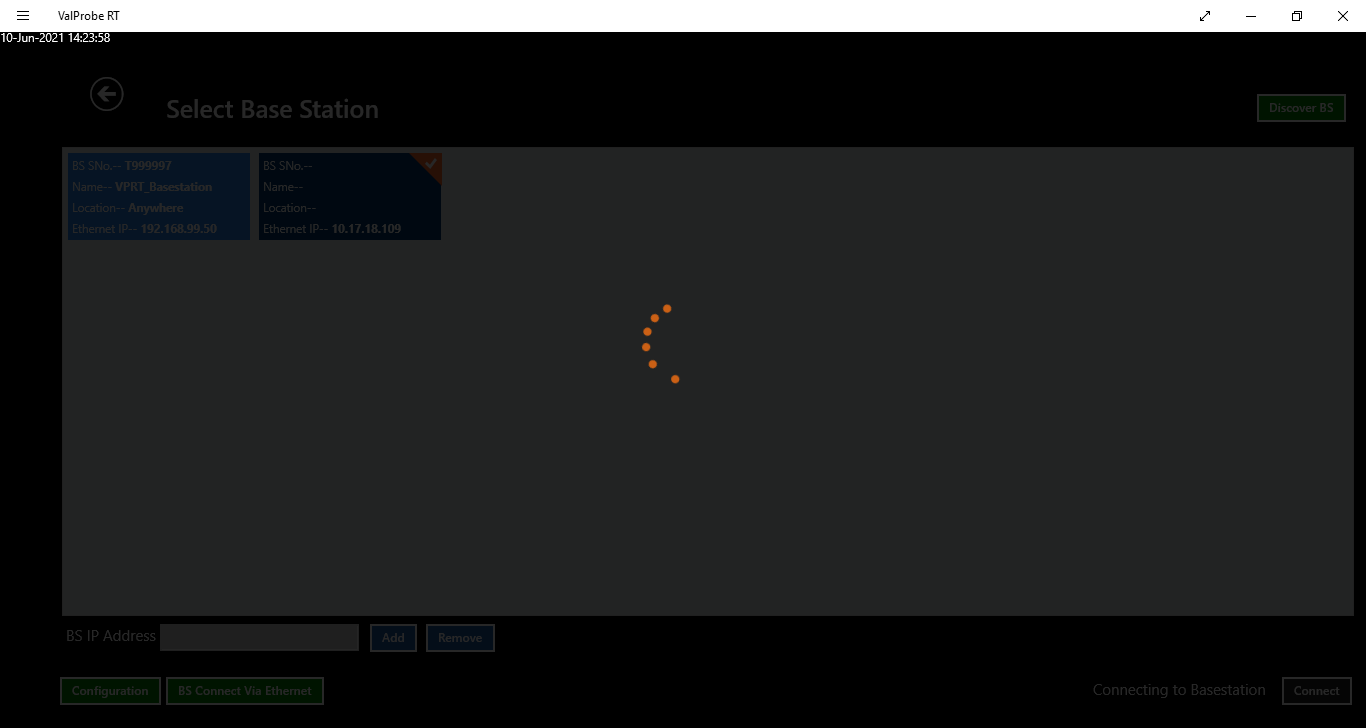 ValProbe RT
10-Jun-2021 14:23:58
Select Base Station
Discover BS
BS SNo.-- T999997
Name-- VPRT_Basestation
Location-- Anywhere
Ethernet IP-- 192.168.99.50
BS SNo.--
Name--
Location--
Ethernet IP-- 10.17.18.109
BS IP Address
Add
Remove
Configuration
BS Connect Via Ethernet
Connecting to Basestation
Connect